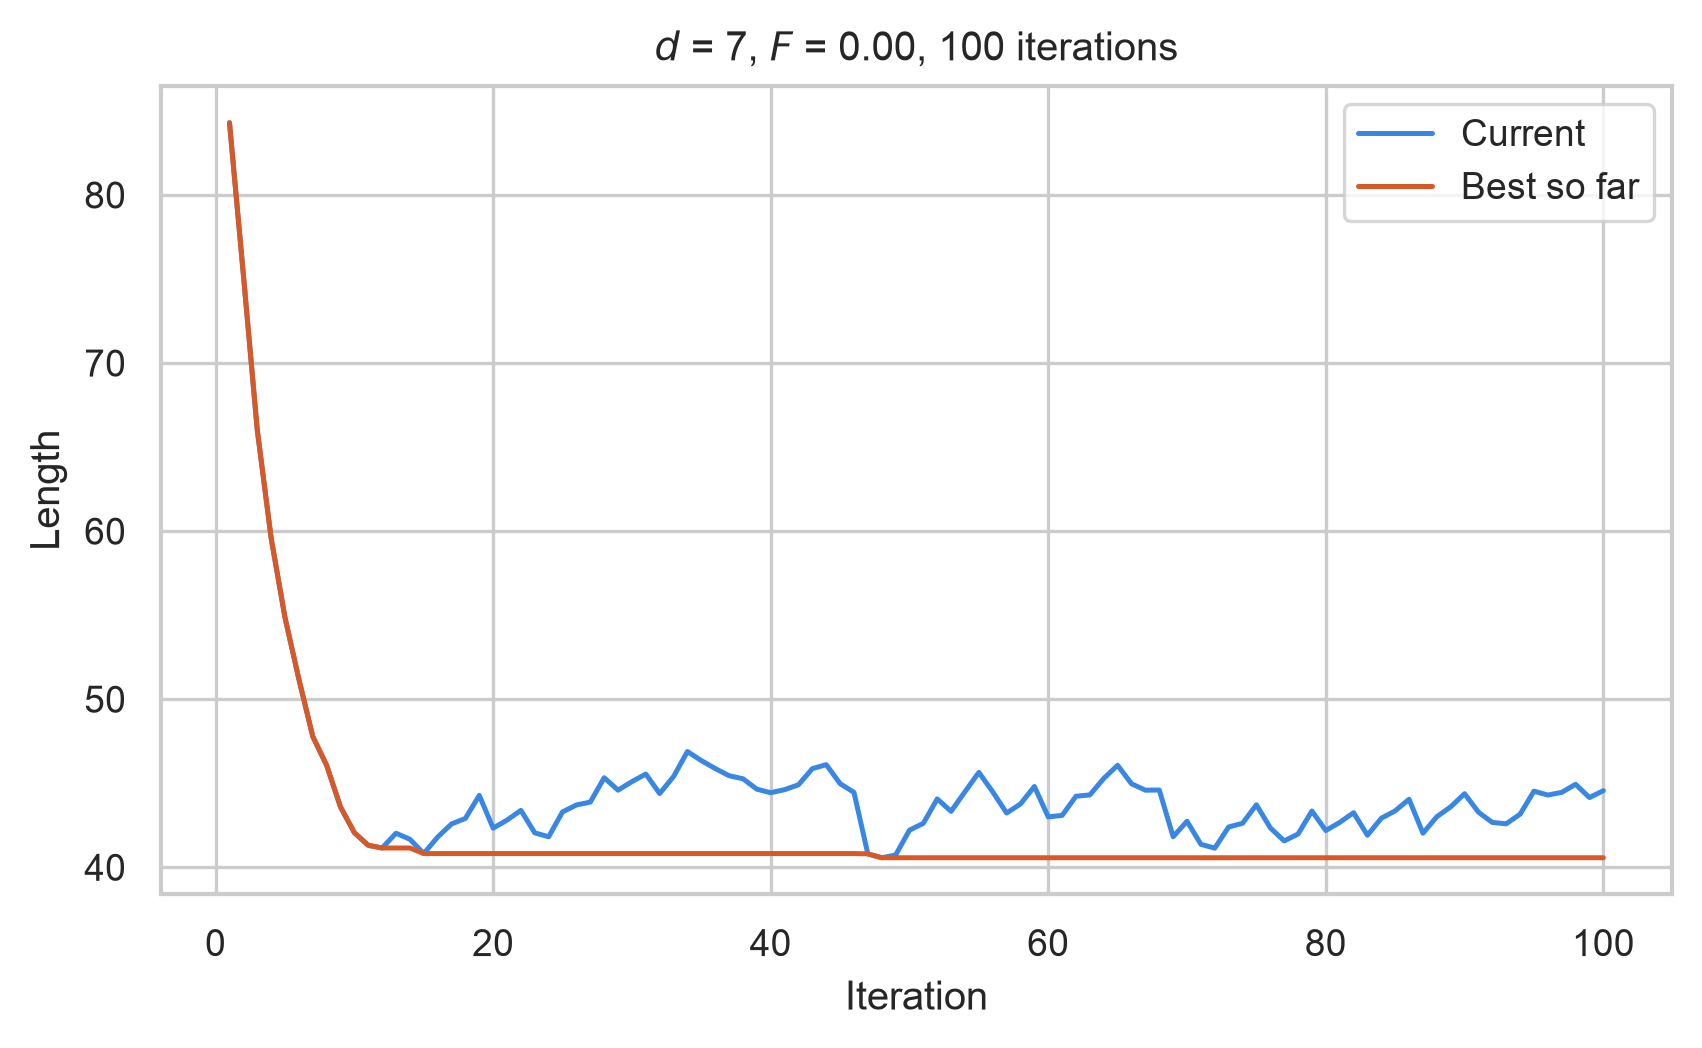 d = 7, F = 0.00, 100 iterations
Current
Best so far
80
70
60
50
40
Length
0 20 40 60 80 100
Iteration